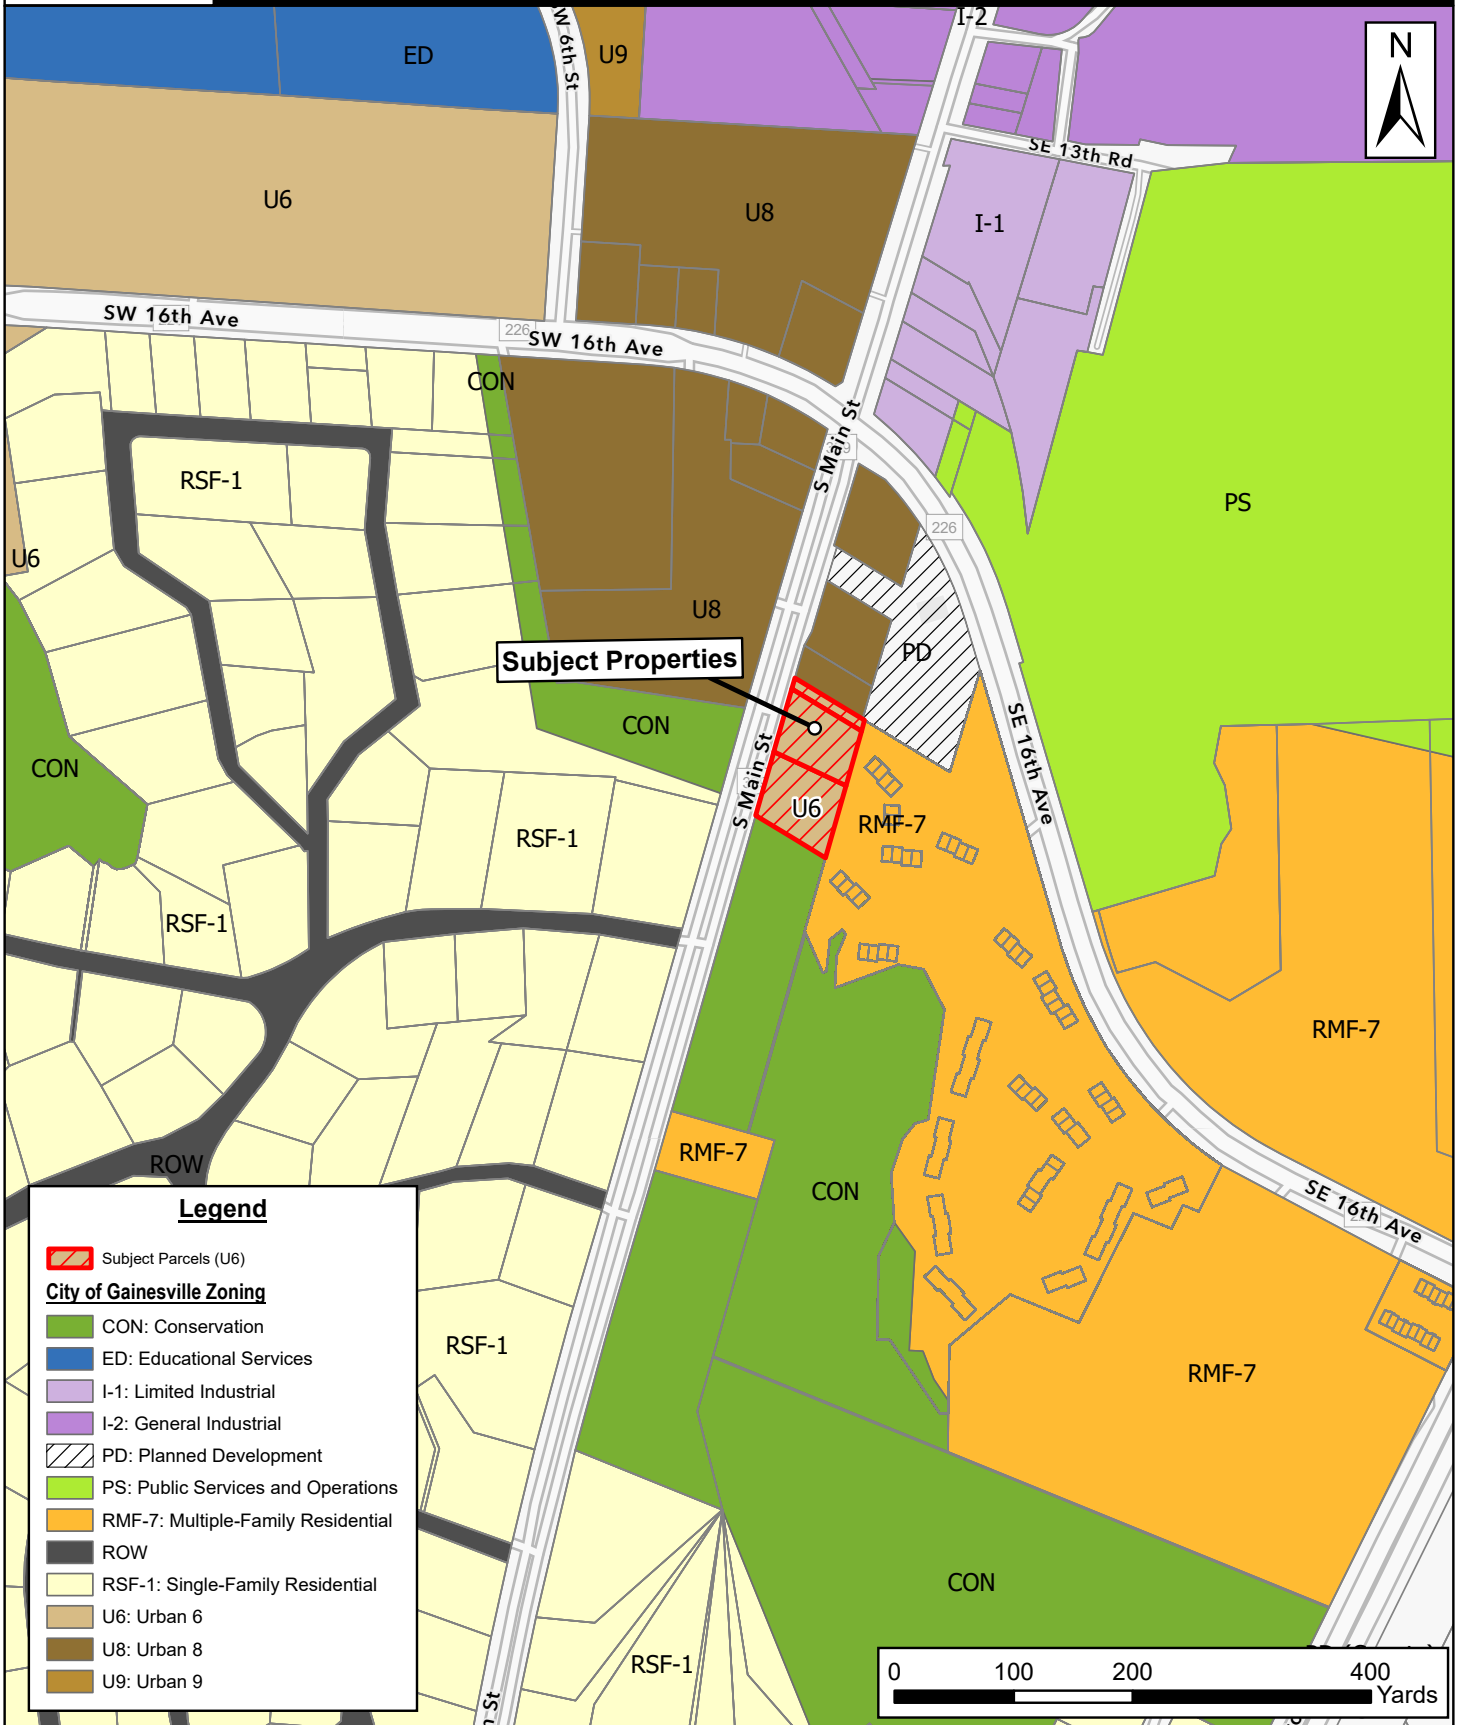 I-2
N
ED
SW 6th St
U9
SE 13th Rd
U6
U8
I-1
SW 16th Ave
226
SW 16th Ave
CON
S Main St
RSF-1
PS
226
U6
U8
PD
Subject Properties
CON
SE 16th Ave
CON
S Main St
U6
RMF-7
RSF-1
RSF-1
RMF-7
RMF-7
ROW
CON
SE 16th Ave
RSF-1
RMF-7
CON
RSF-1
Legend
Subject Parcels (U6)
City of Gainesville Zoning
CON: Conservation
ED: Educational Services
I-1: Limited Industrial
I-2: General Industrial
PD: Planned Development
PS: Public Services and Operations
RMF-7: Multiple-Family Residential
ROW
RSF-1: Single-Family Residential
U6: Urban 6
U8: Urban 8
U9: Urban 9
0 100 200 400
Yards